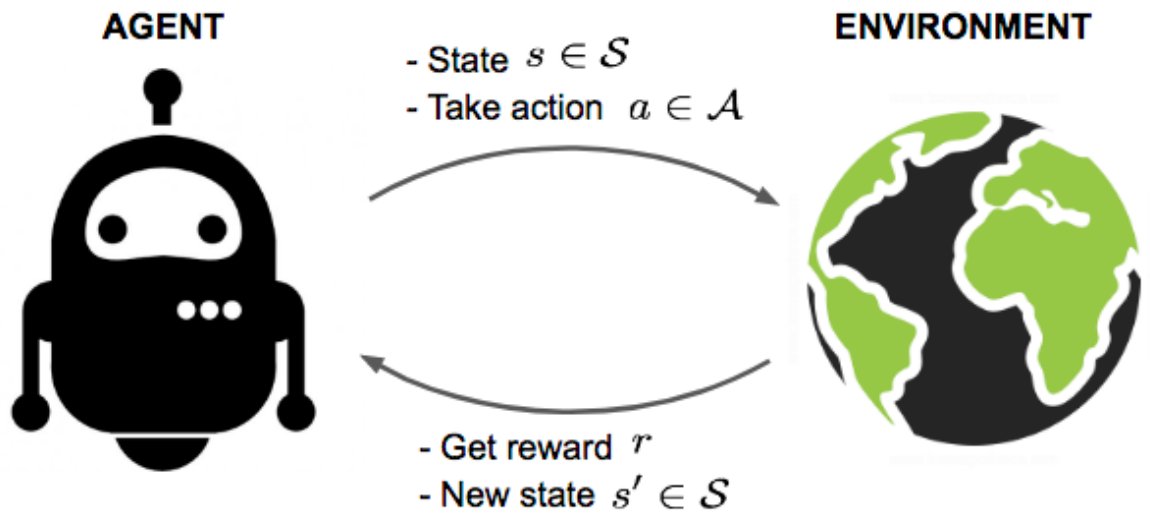 AGENT
ENVIRONMENT
- State s ∈ 𝒮
- Take action a ∈ 𝒜
- Get reward r
- New state s′ ∈ 𝒮